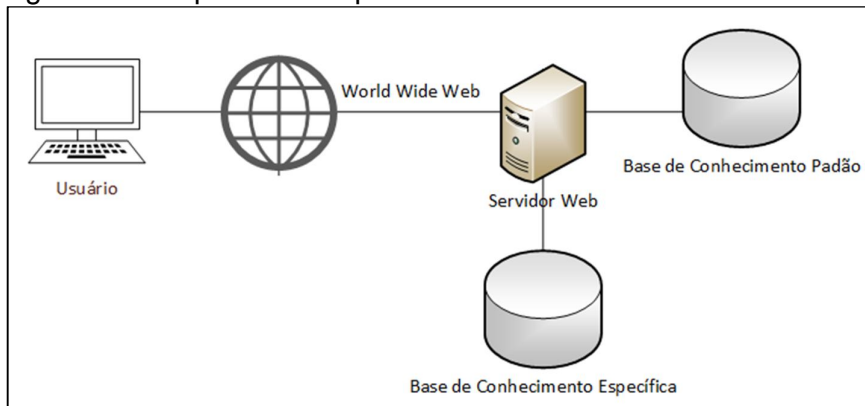 World Wide Web
Base de Conhecimento Padão
Usuário
Servidor Web
Base de Conhecimento Específica